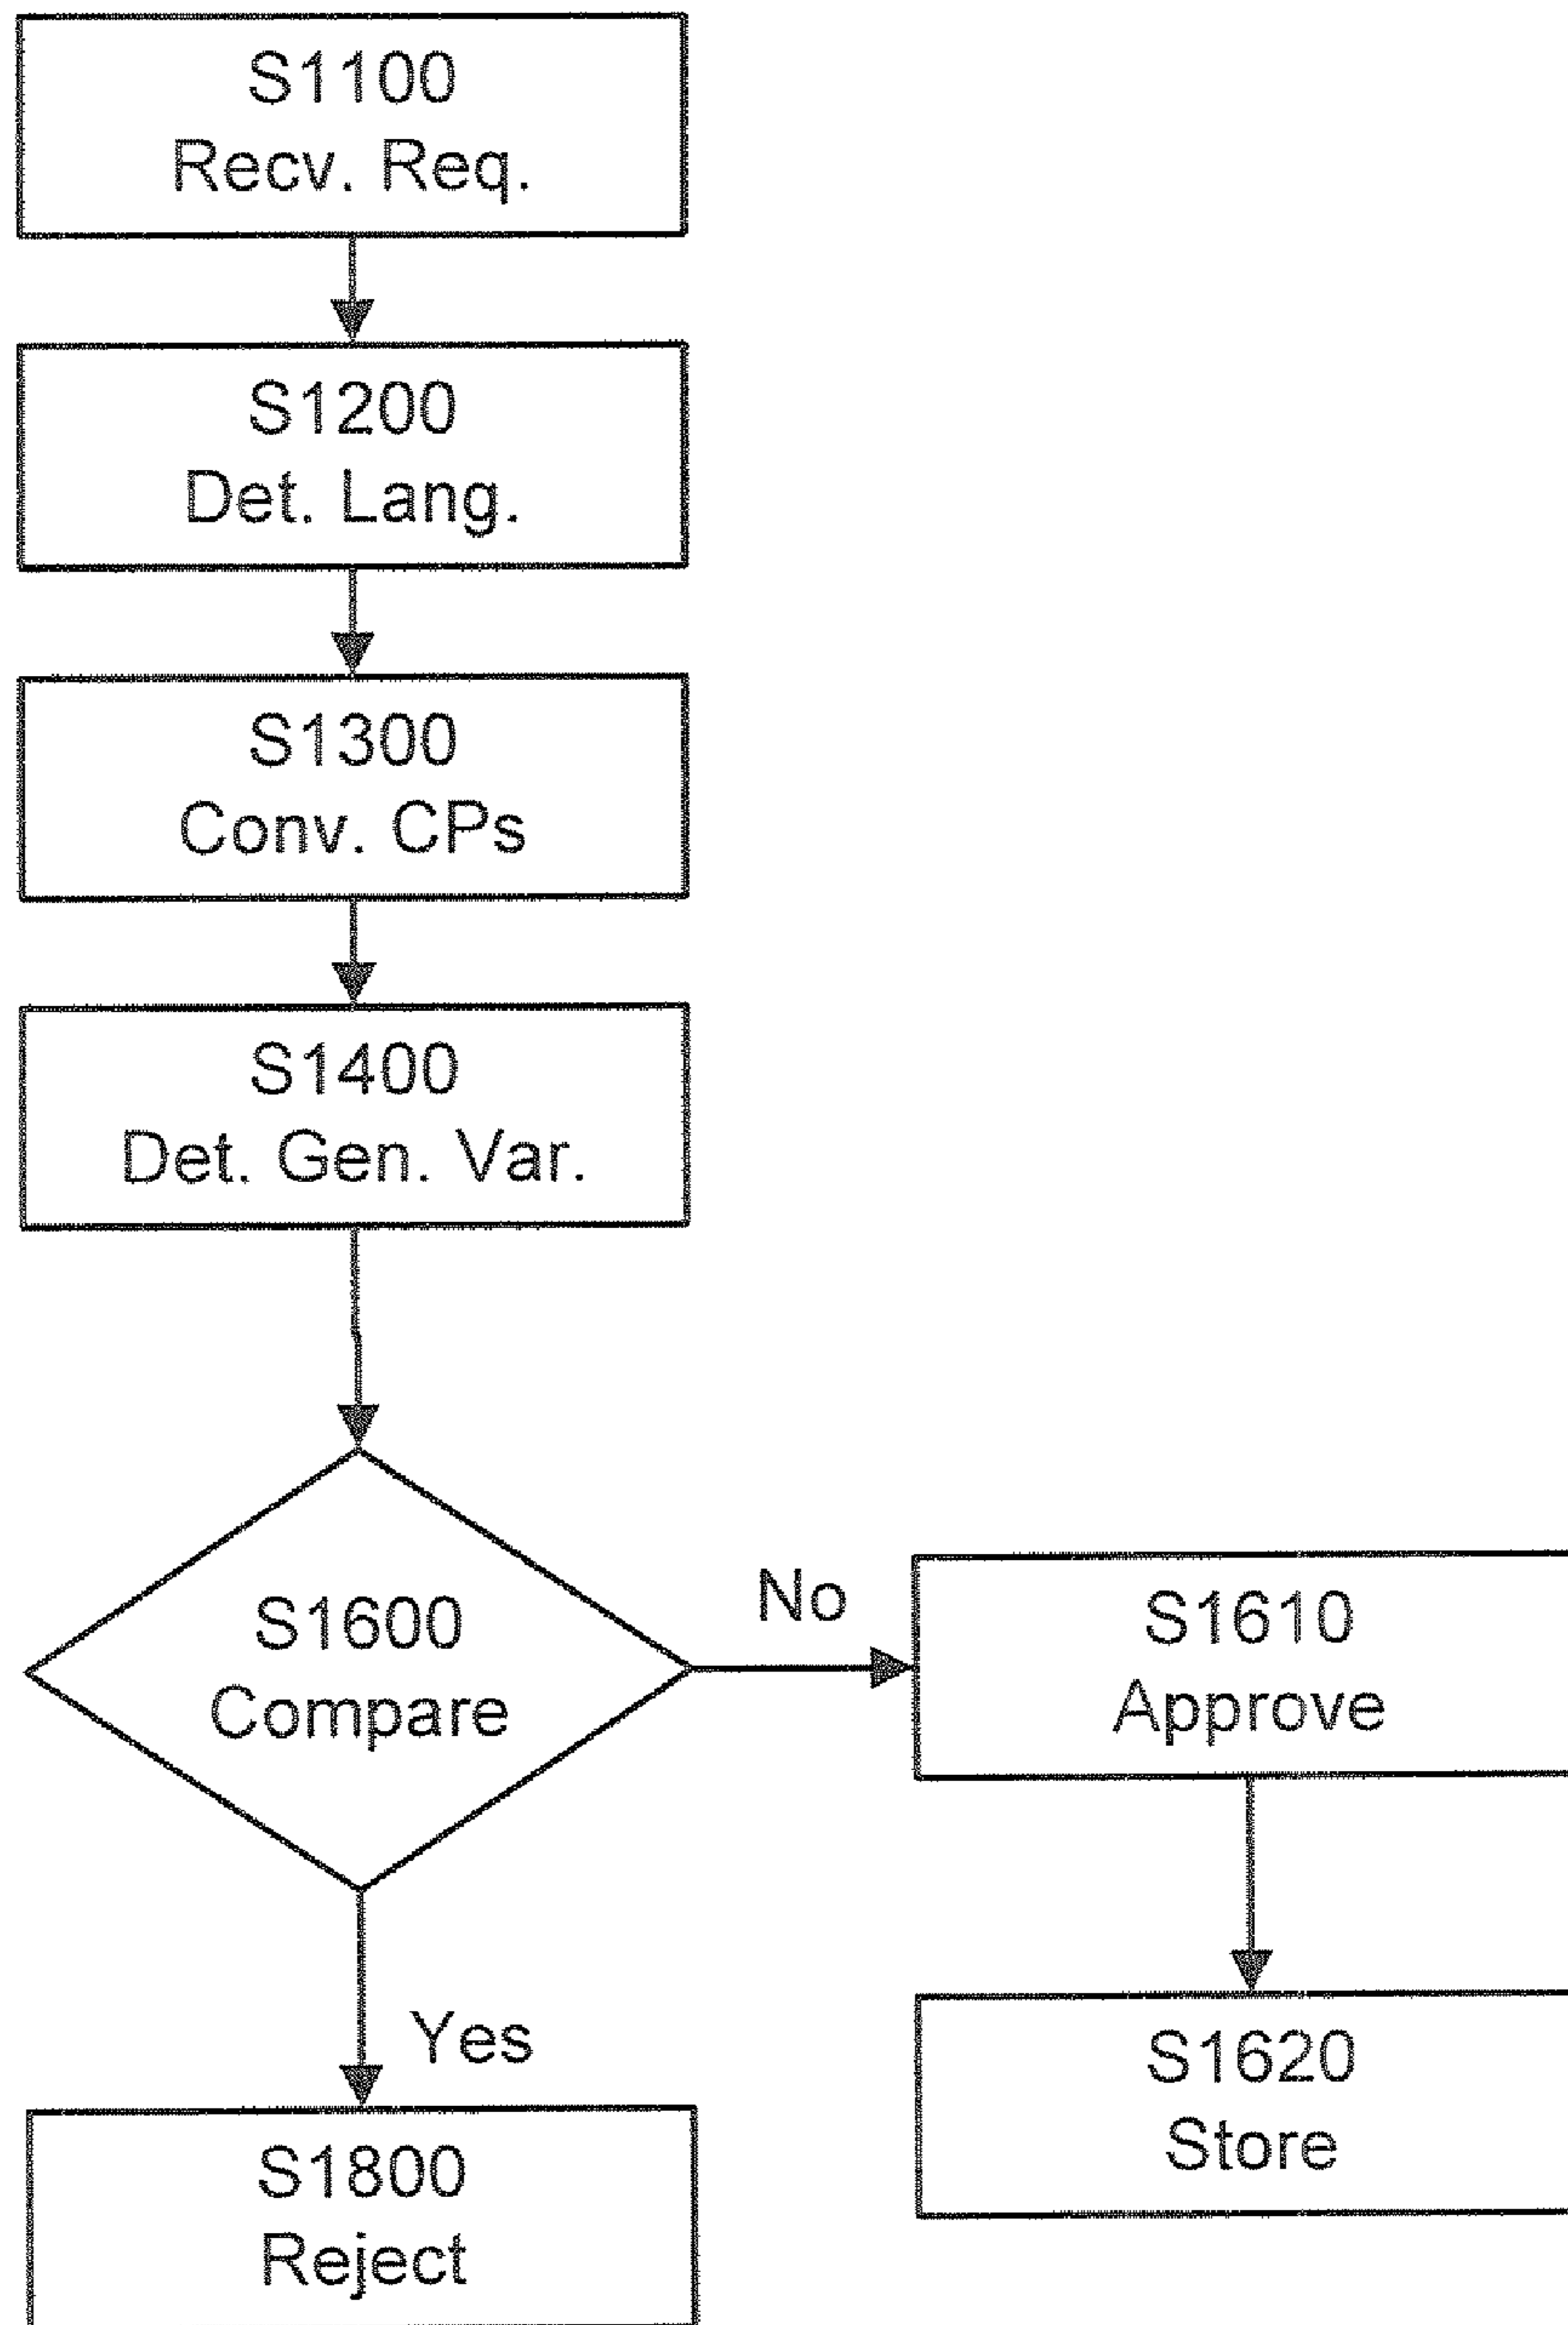 S1100
Recv. Req.
S1200
Det. Lang.
S1300
Conv. CPs
S1400
Det. Gen. Var.
S1600
Compare
No
S1610
Approve
Yes
S1620
Store
S1800
Reject